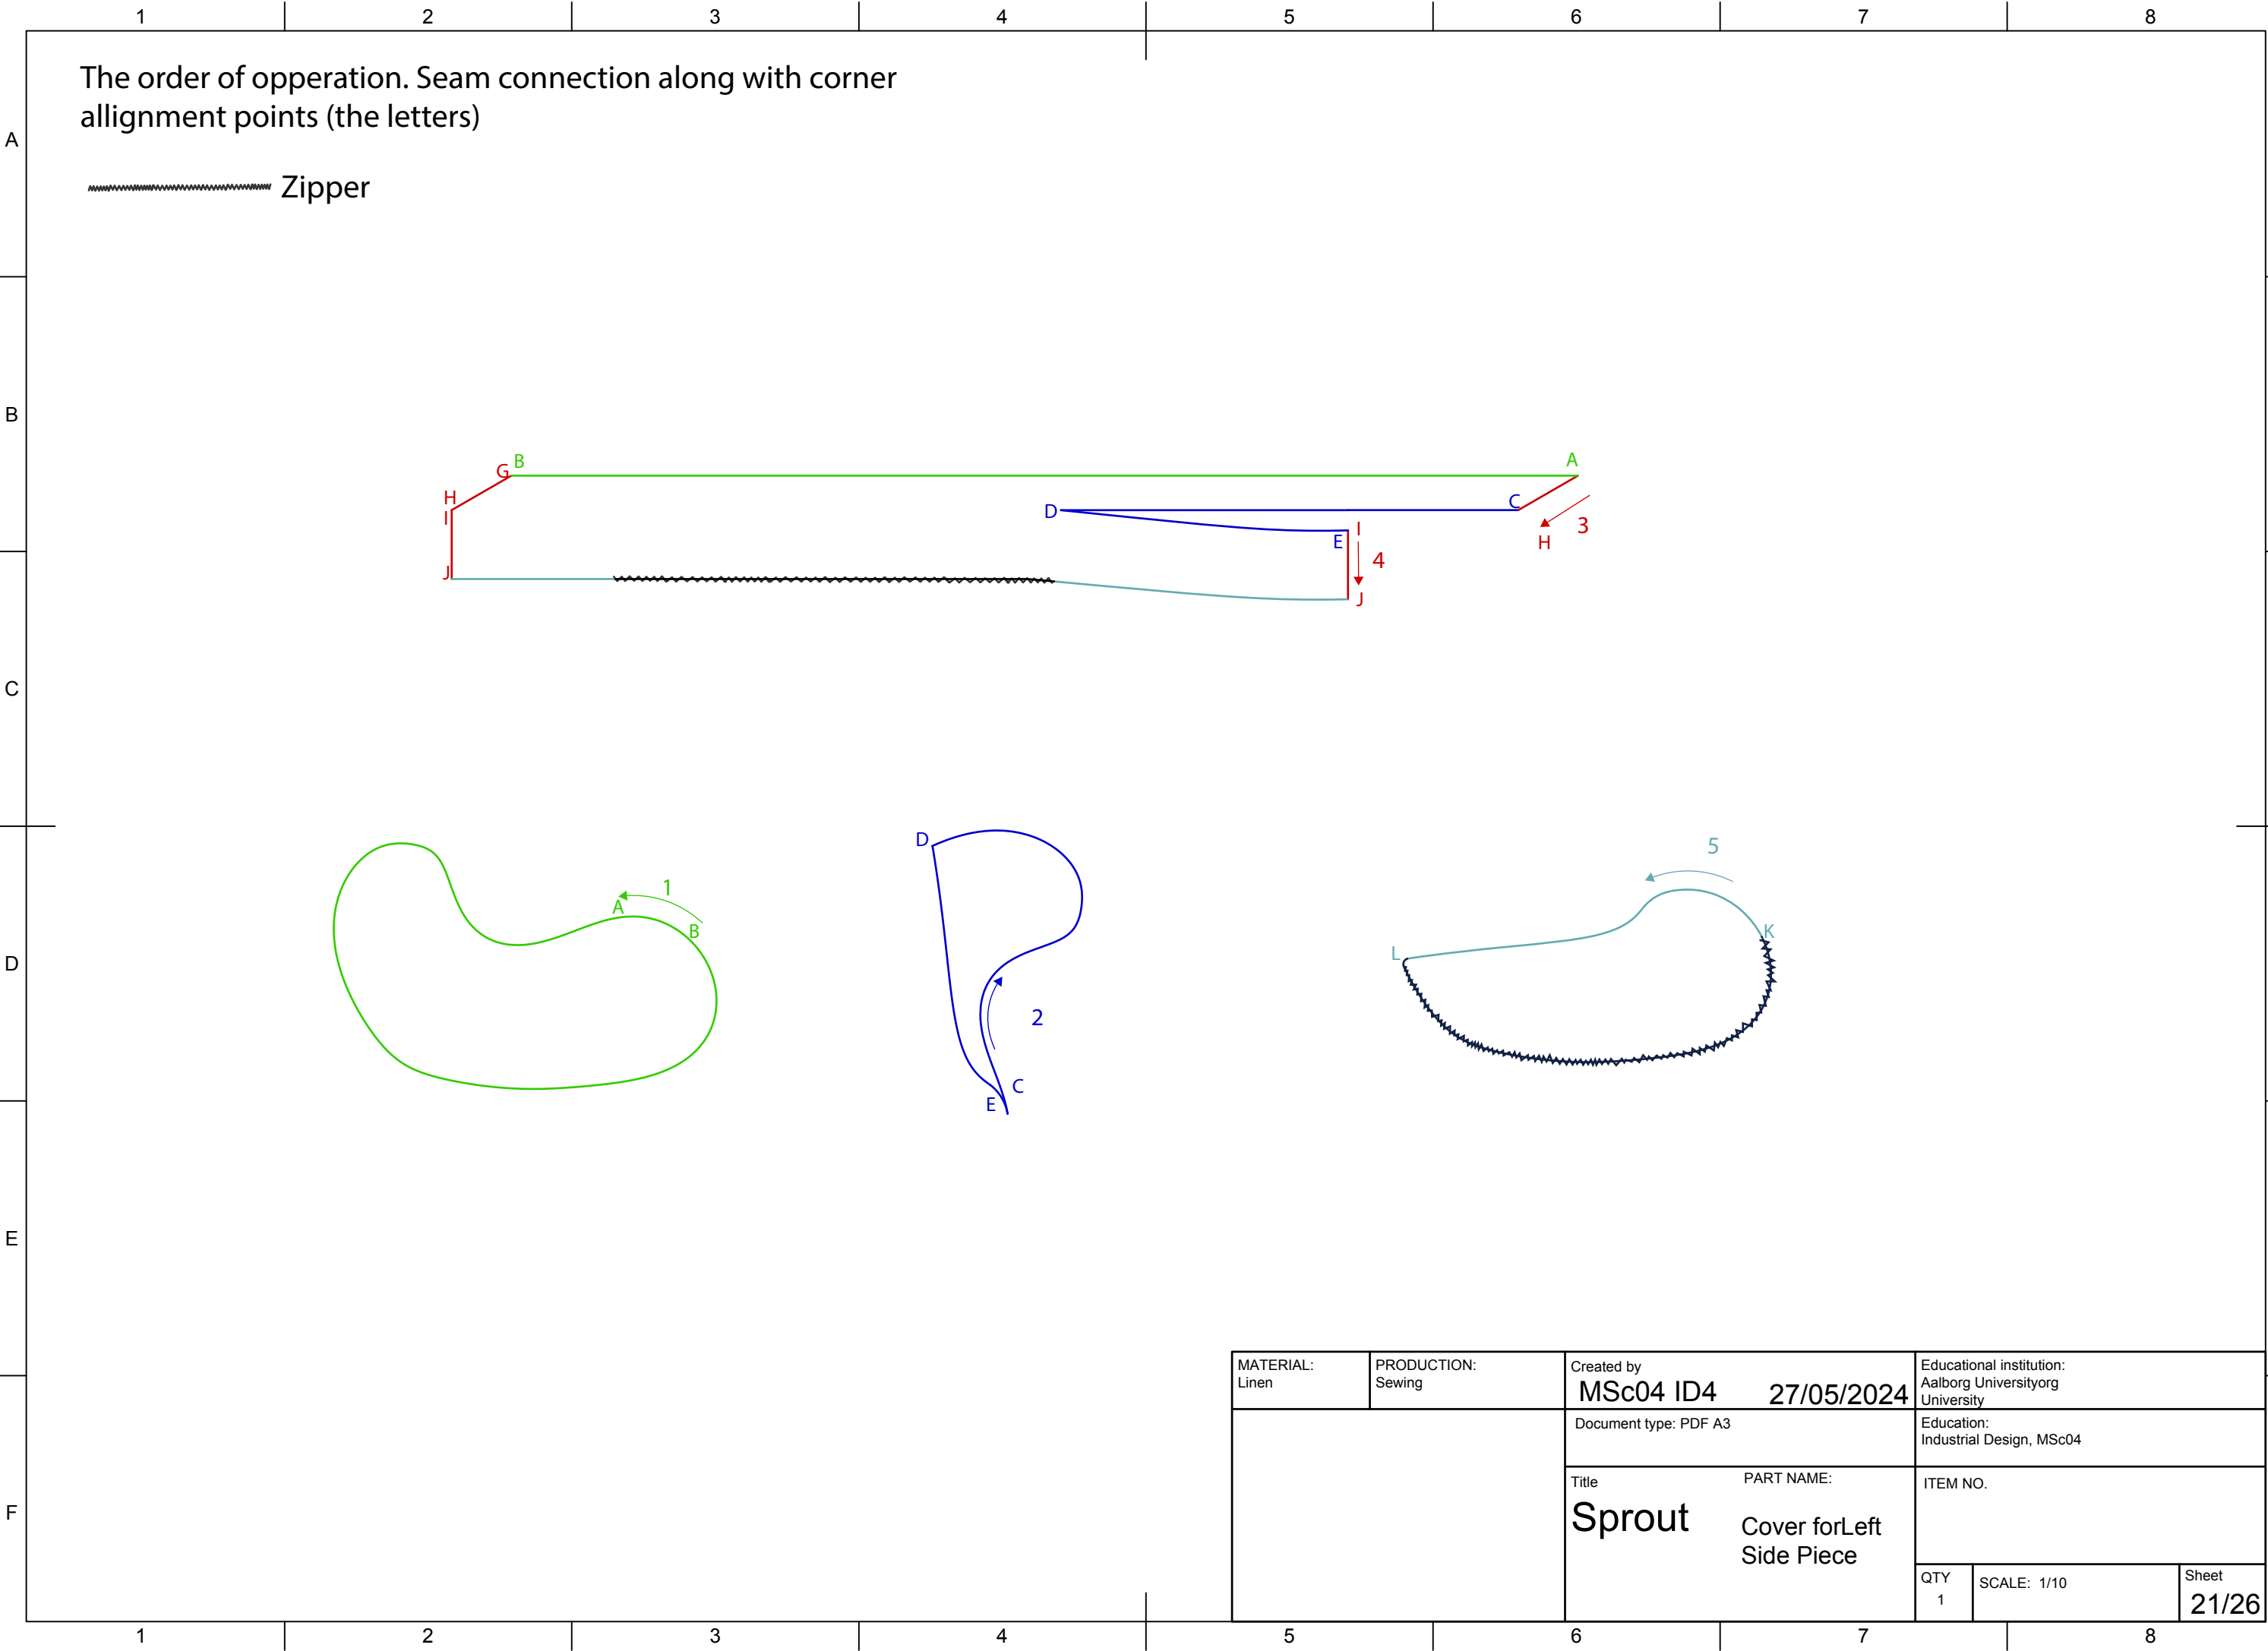 1 2 3 4 5 6 7 8
The order of opperation. Seam connection along with corner
allignment points (the letters)
A
Zipper
B
B A
G
H
I
D C
3
I
E H
4
J
J
C
D 5
1
A
B K
L
D
2
C
E
E
MATERIAL:
Linen
PRODUCTION:
Sewing
Created by
MSc04 ID4 27/05/2024
Educational institution:
Aalborg Universityorg
University
Document type: PDF A3
Education:
Industrial Design, MSc04
Title
Sprout
PART NAME:
Cover forLeft
Side Piece
ITEM NO.
F
QTY
1
SCALE: 1/10
Sheet
21/26
1 2 3 4 5 6 7 8